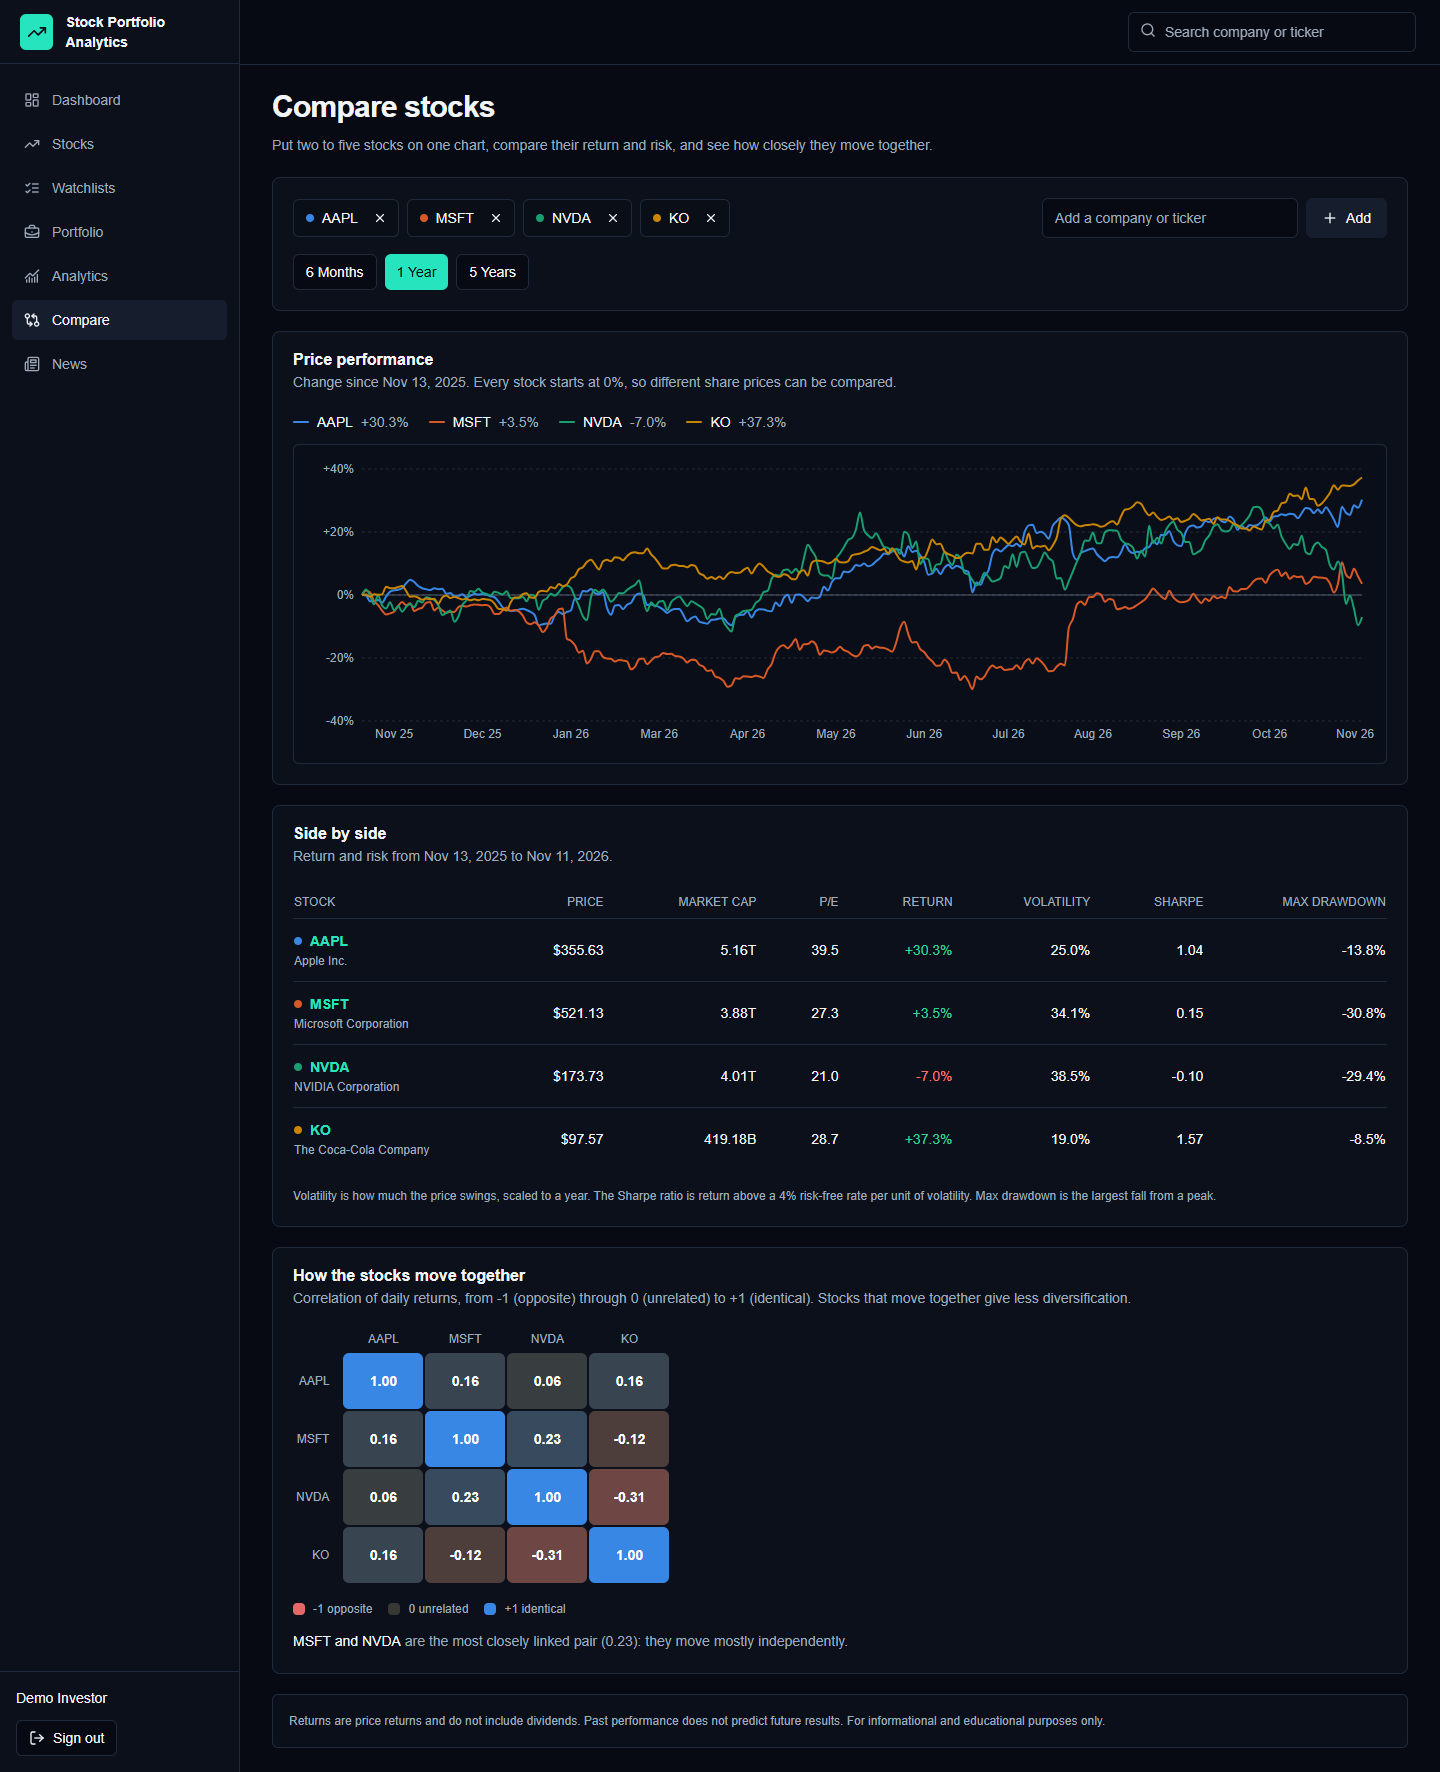 Stock Portfolio
Analytics
Search company or ticker
Dashboard
Stocks
Watchlists
Portfolio
Analytics
Compare
News
Compare stocks
Put two to five stocks on one chart, compare their return and risk, and see how closely they move together.
AAPL MSFT NVDA KO
Add a company or ticker
Add
6 Months 1 Year 5 Years
Price performance
Change since Nov 13, 2025. Every stock starts at 0%, so different share prices can be compared.
AAPL +30.3% MSFT +3.5% NVDA -7.0% KO +37.3%
+40%
+20%
0%
-20%
-40%
Nov 25 Dec 25 Jan 26 Mar 26 Apr 26 May 26 Jun 26 Jul 26 Aug 26 Sep 26 Oct 26 Nov 26
Side by side
Return and risk from Nov 13, 2025 to Nov 11, 2026.
STOCK PRICE MARKET CAP P/E RETURN VOLATILITY SHARPE MAX DRAWDOWN
AAPL
Apple Inc.
$355.63 5.16T 39.5 +30.3% 25.0% 1.04 -13.8%
MSFT
Microsoft Corporation
$521.13 3.88T 27.3 +3.5% 34.1% 0.15 -30.8%
NVDA
NVIDIA Corporation
$173.73 4.01T 21.0 -7.0% 38.5% -0.10 -29.4%
KO
The Coca-Cola Company
$97.57 419.18B 28.7 +37.3% 19.0% 1.57 -8.5%
Volatility is how much the price swings, scaled to a year. The Sharpe ratio is return above a 4% risk-free rate per unit of volatility. Max drawdown is the largest fall from a peak.
How the stocks move together
Correlation of daily returns, from -1 (opposite) through 0 (unrelated) to +1 (identical). Stocks that move together give less diversification.
AAPL MSFT NVDA KO
AAPL 1.00 0.16 0.06 0.16
MSFT 0.16 1.00 0.23 -0.12
NVDA 0.06 0.23 1.00 -0.31
KO 0.16 -0.12 -0.31 1.00
-1 opposite 0 unrelated +1 identical
MSFT and NVDA are the most closely linked pair (0.23): they move mostly independently.
Returns are price returns and do not include dividends. Past performance does not predict future results. For informational and educational purposes only.
Demo Investor
Sign out